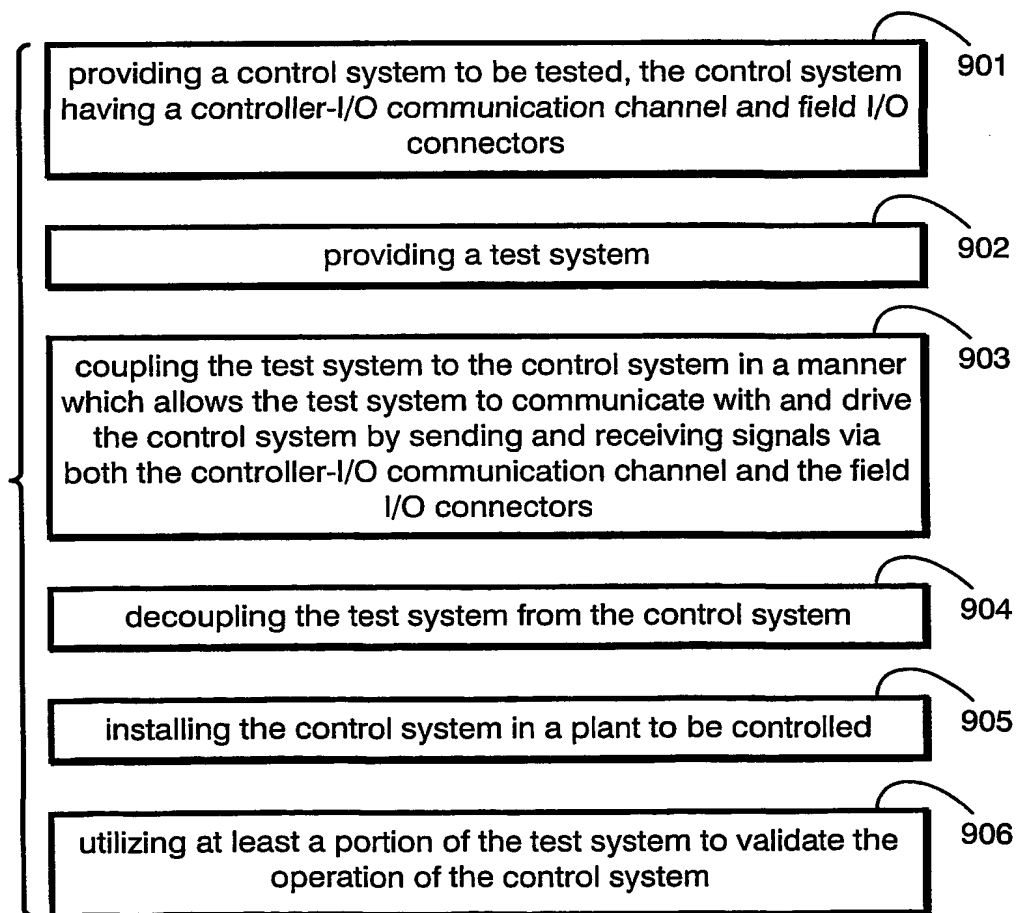 providing a control system to be tested, the control system
having a controller-I/O communication channel and field I/O
connectors
901
providing a test system
902
coupling the test system to the control system in a manner
which allows the test system to communicate with and drive
the control system by sending and receiving signals via
both the controller-I/O communication channel and the field
I/O connectors
903
decoupling the test system from the control system
904
installing the control system in a plant to be controlled
905
utilizing at least a portion of the test system to validate the
operation of the control system
906